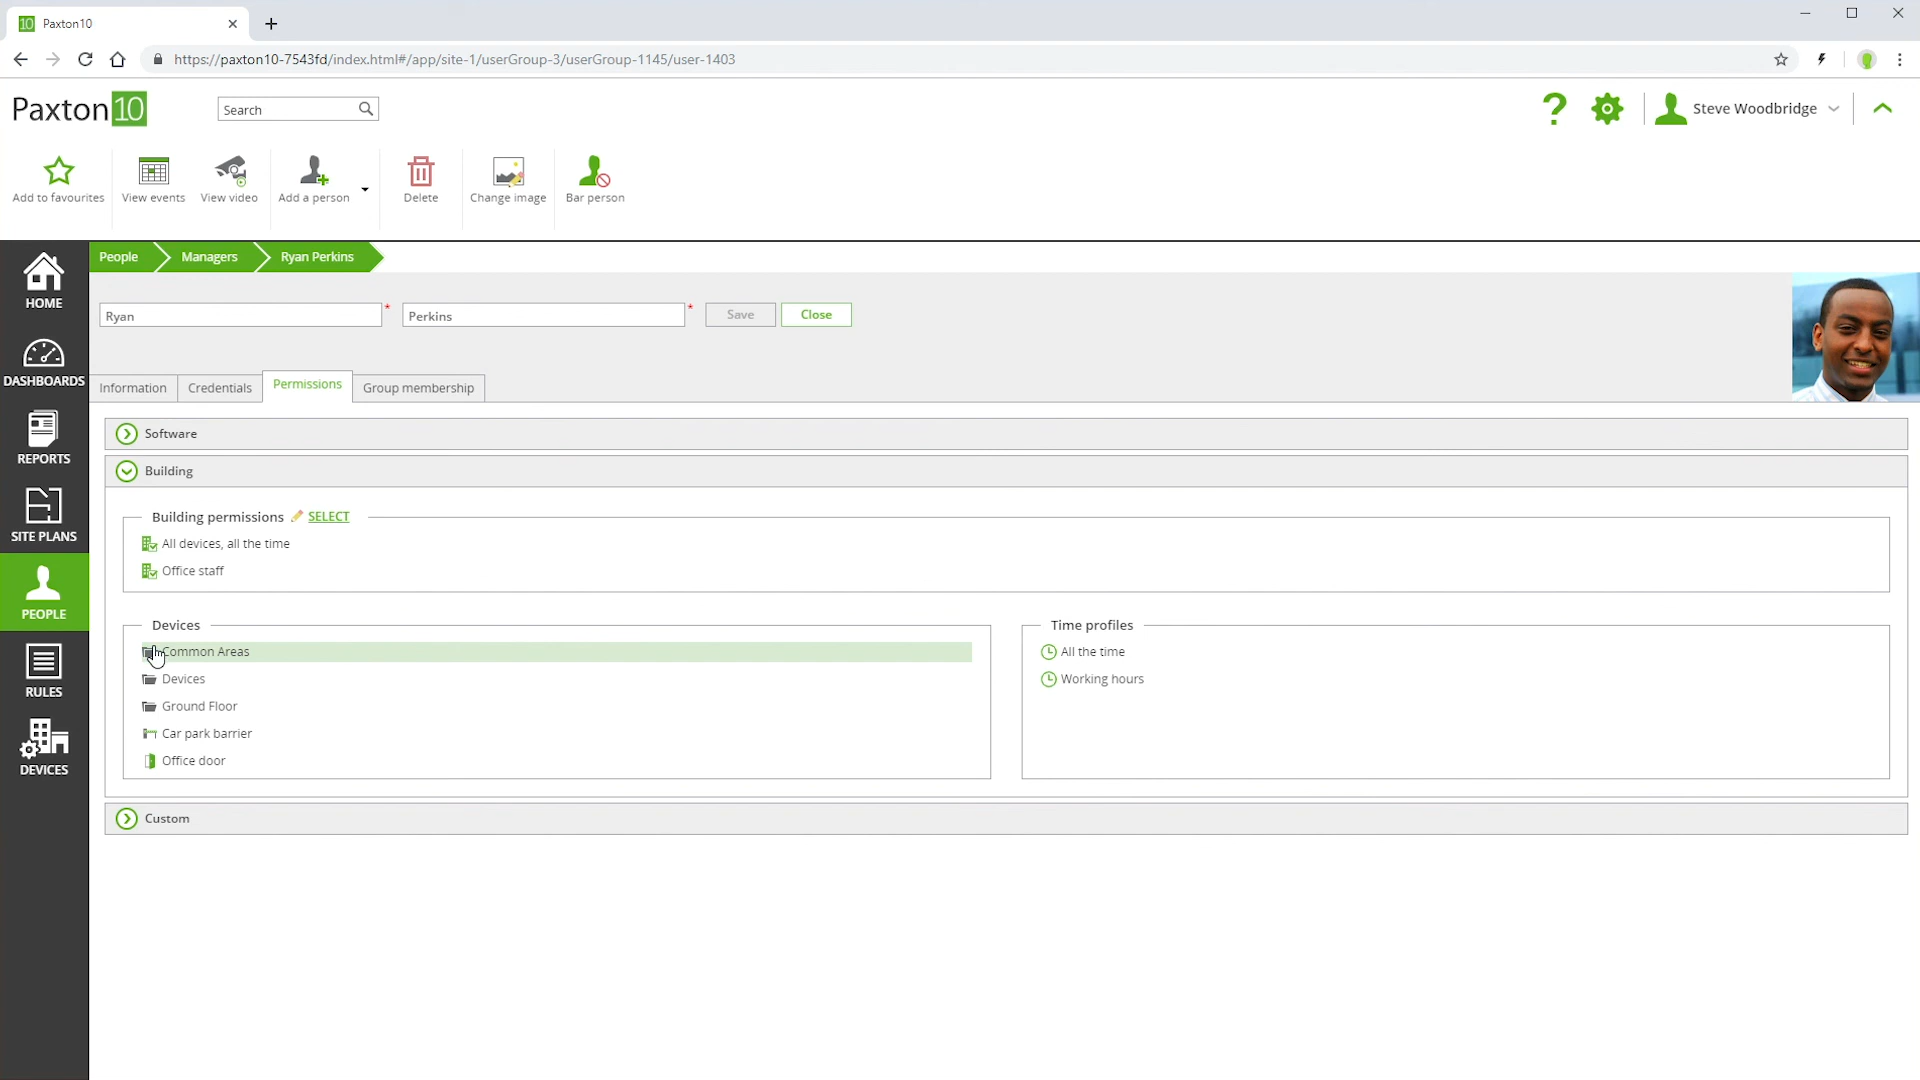 10 Paxton10
https://paxton10-7543fd/index.html#/app/site-1/userGroup-3/userGroup-1145/user-1403
Paxton 10
Search
? Steve Woodbridge
Add to favourites View events View video Add a person Delete Change image Bar person
HOME
DASHBOARDS
REPORTS
SITE PLANS
PEOPLE
RULES
DEVICES
People Managers Ryan Perkins
Ryan * Perkins * Save Close
Information Credentials Permissions Group membership
Software
Building
Building permissions SELECT
All devices, all the time
Office staff
Devices
Common Areas
Devices
Ground Floor
Car park barrier
Office door
Time profiles
All the time
Working hours
Custom